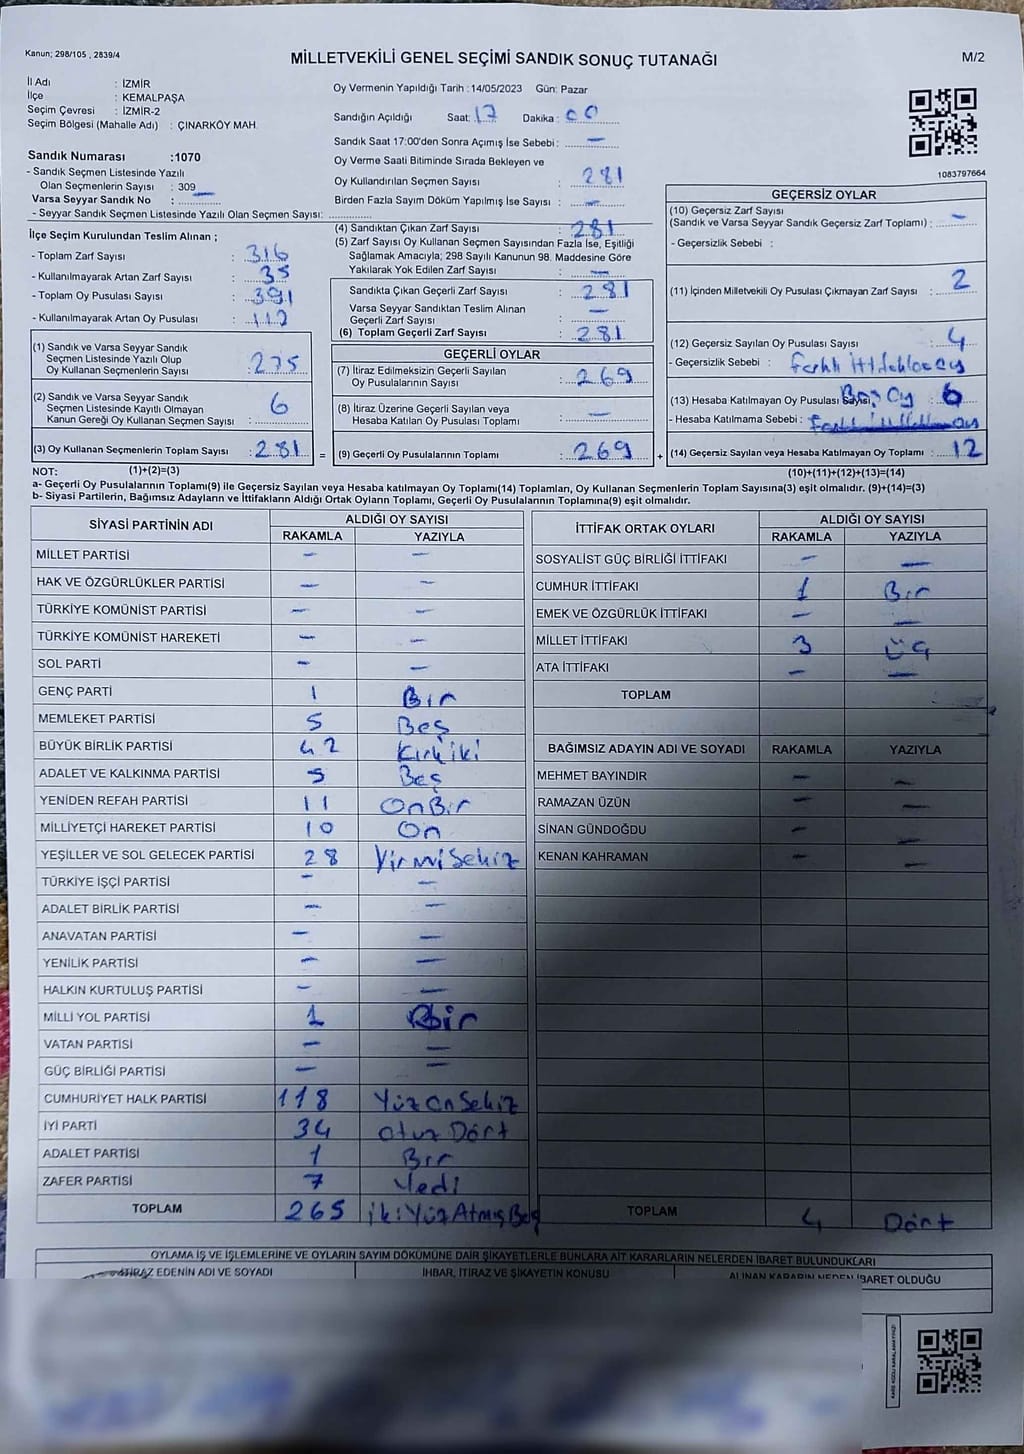 Kanun; 298/105 , 2839/4
MİLLETVEKİLİ GENEL SEÇİMİ SANDIK SONUÇ TUTANAĞI
M/2
İl Adı : İZMİR
İlçe : KEMALPAŞA
Seçim Çevresi : İZMİR-2
Seçim Bölgesi (Mahalle Adı) : ÇINARKÖY MAH.
Sandık Numarası :1070
- Sandık Seçmen Listesinde Yazılı
Olan Seçmenlerin Sayısı : 309
Varsa Seyyar Sandık No : —
- Seyyar Sandık Seçmen Listesinde Yazılı Olan Seçmen Sayısı:
İlçe Seçim Kurulundan Teslim Alınan ;
- Toplam Zarf Sayısı : 316
- Kullanılmayarak Artan Zarf Sayısı : 35
- Toplam Oy Pusulası Sayısı : 391
- Kullanılmayarak Artan Oy Pusulası :
(1) Sandık ve Varsa Seyyar Sandık
Seçmen Listesinde Yazılı Olup
Oy Kullanan Seçmenlerin Sayısı : 275
(2) Sandık ve Varsa Seyyar Sandık
Seçmen Listesinde Kayıtlı Olmayan
Kanun Gereği Oy Kullanan Seçmen Sayısı : 6
(3) Oy Kullanan Seçmenlerin Toplam Sayısı : 281 =
Oy Vermenin Yapıldığı Tarih : 14/05/2023 Gün: Pazar
Sandığın Açıldığı Saat: 17 Dakika : 00
Sandık Saat 17:00'den Sonra Açılmış İse Sebebi : —
Oy Verme Saati Bitiminde Sırada Bekleyen ve
Oy Kullandırılan Seçmen Sayısı : 281
Birden Fazla Sayım Döküm Yapılmış İse Sayısı : —
(4) Sandıktan Çıkan Zarf Sayısı : 281
(5) Zarf Sayısı Oy Kullanan Seçmen Sayısından Fazla İse, Eşitliği
Sağlamak Amacıyla; 298 Sayılı Kanunun 98. Maddesine Göre
Yakılarak Yok Edilen Zarf Sayısı : —
Sandıkta Çıkan Geçerli Zarf Sayısı : 281
Varsa Seyyar Sandıktan Teslim Alınan
Geçerli Zarf Sayısı : —
(6) Toplam Geçerli Zarf Sayısı : 281
GEÇERLİ OYLAR
(7) İtiraz Edilmeksizin Geçerli Sayılan
Oy Pusulalarının Sayısı : 269
(8) İtiraz Üzerine Geçerli Sayılan veya
Hesaba Katılan Oy Pusulası Toplamı : —
(9) Geçerli Oy Pusulalarının Toplamı : 269 +
1083797664
GEÇERSİZ OYLAR
(10) Geçersiz Zarf Sayısı
(Sandık ve Varsa Seyyar Sandık Geçersiz Zarf Toplamı) : —
- Geçersizlik Sebebi :
(11) İçinden Milletvekili Oy Pusulası Çıkmayan Zarf Sayısı : 2
(12) Geçersiz Sayılan Oy Pusulası Sayısı : 4
- Geçersizlik Sebebi : Farklı
(13) Hesaba Katılmayan Oy Pusulası Sayısı: Boş Oy 6
- Hesaba Katılmama Sebebi :
(14) Geçersiz Sayılan veya Hesaba Katılmayan Oy Toplamı : 12
NOT: (1)+(2)=(3)
(10)+(11)+(12)+(13)=(14)
a- Geçerli Oy Pusulalarının Toplamı(9) ile Geçersiz Sayılan veya Hesaba katılmayan Oy Toplamı(14) Toplamları, Oy Kullanan Seçmenlerin Toplam Sayısına(3) eşit olmalıdır. (9)+(14)=(3)
b- Siyasi Partilerin, Bağımsız Adayların ve İttifakların Aldığı Ortak Oyların Toplamı, Geçerli Oy Pusulalarının Toplamına(9) eşit olmalıdır.
SİYASİ PARTİNİN ADI ALDIĞI OY SAYISI
RAKAMLA YAZIYLA
MİLLET PARTİSİ — —
HAK VE ÖZGÜRLÜKLER PARTİSİ — —
TÜRKİYE KOMÜNİST PARTİSİ — —
TÜRKİYE KOMÜNİST HAREKETİ — —
SOL PARTİ — —
GENÇ PARTİ 1 Bir
MEMLEKET PARTİSİ 5 Beş
BÜYÜK BİRLİK PARTİSİ 42 Kırkiki
ADALET VE KALKINMA PARTİSİ 5 Beş
YENİDEN REFAH PARTİSİ 11 OnBir
MİLLİYETÇİ HAREKET PARTİSİ 10 On
YEŞİLLER VE SOL GELECEK PARTİSİ 28 YirmiSekiz
TÜRKİYE İŞÇİ PARTİSİ — —
ADALET BİRLİK PARTİSİ — —
ANAVATAN PARTİSİ — —
YENİLİK PARTİSİ — —
HALKIN KURTULUŞ PARTİSİ — —
MİLLİ YOL PARTİSİ 1 Bir
VATAN PARTİSİ — —
GÜÇ BİRLİĞİ PARTİSİ — —
CUMHURİYET HALK PARTİSİ 118 YüzOnSekiz
İYİ PARTİ 34 Otuz Dört
ADALET PARTİSİ 1 Bir
ZAFER PARTİSİ 7 Yedi
TOPLAM 265 ikiYüzAtmışBeş
İTTİFAK ORTAK OYLARI ALDIĞI OY SAYISI
RAKAMLA YAZIYLA
SOSYALİST GÜÇ BİRLİĞİ İTTİFAKI — —
CUMHUR İTTİFAKI 1 Bir
EMEK VE ÖZGÜRLÜK İTTİFAKI — —
MİLLET İTTİFAKI 3 ÜÇ
ATA İTTİFAKI — —
TOPLAM
BAĞIMSIZ ADAYIN ADI VE SOYADI RAKAMLA YAZIYLA
MEHMET BAYINDIR — —
RAMAZAN ÜZÜN — —
SİNAN GÜNDOĞDU — —
KENAN KAHRAMAN — —
TOPLAM 4 Dört
OYLAMA İŞ VE İŞLEMLERİNE VE OYLARIN SAYIM DÖKÜMÜNE DAİR ŞİKAYETLERLE BUNLARA AİT KARARLARIN NELERDEN İBARET BULUNDUKLARI
İTİRAZ EDENİN ADI VE SOYADI İHBAR, İTİRAZ VE ŞİKAYETİN KONUSU ALINAN KARARIN NEDEN İBARET OLDUĞU